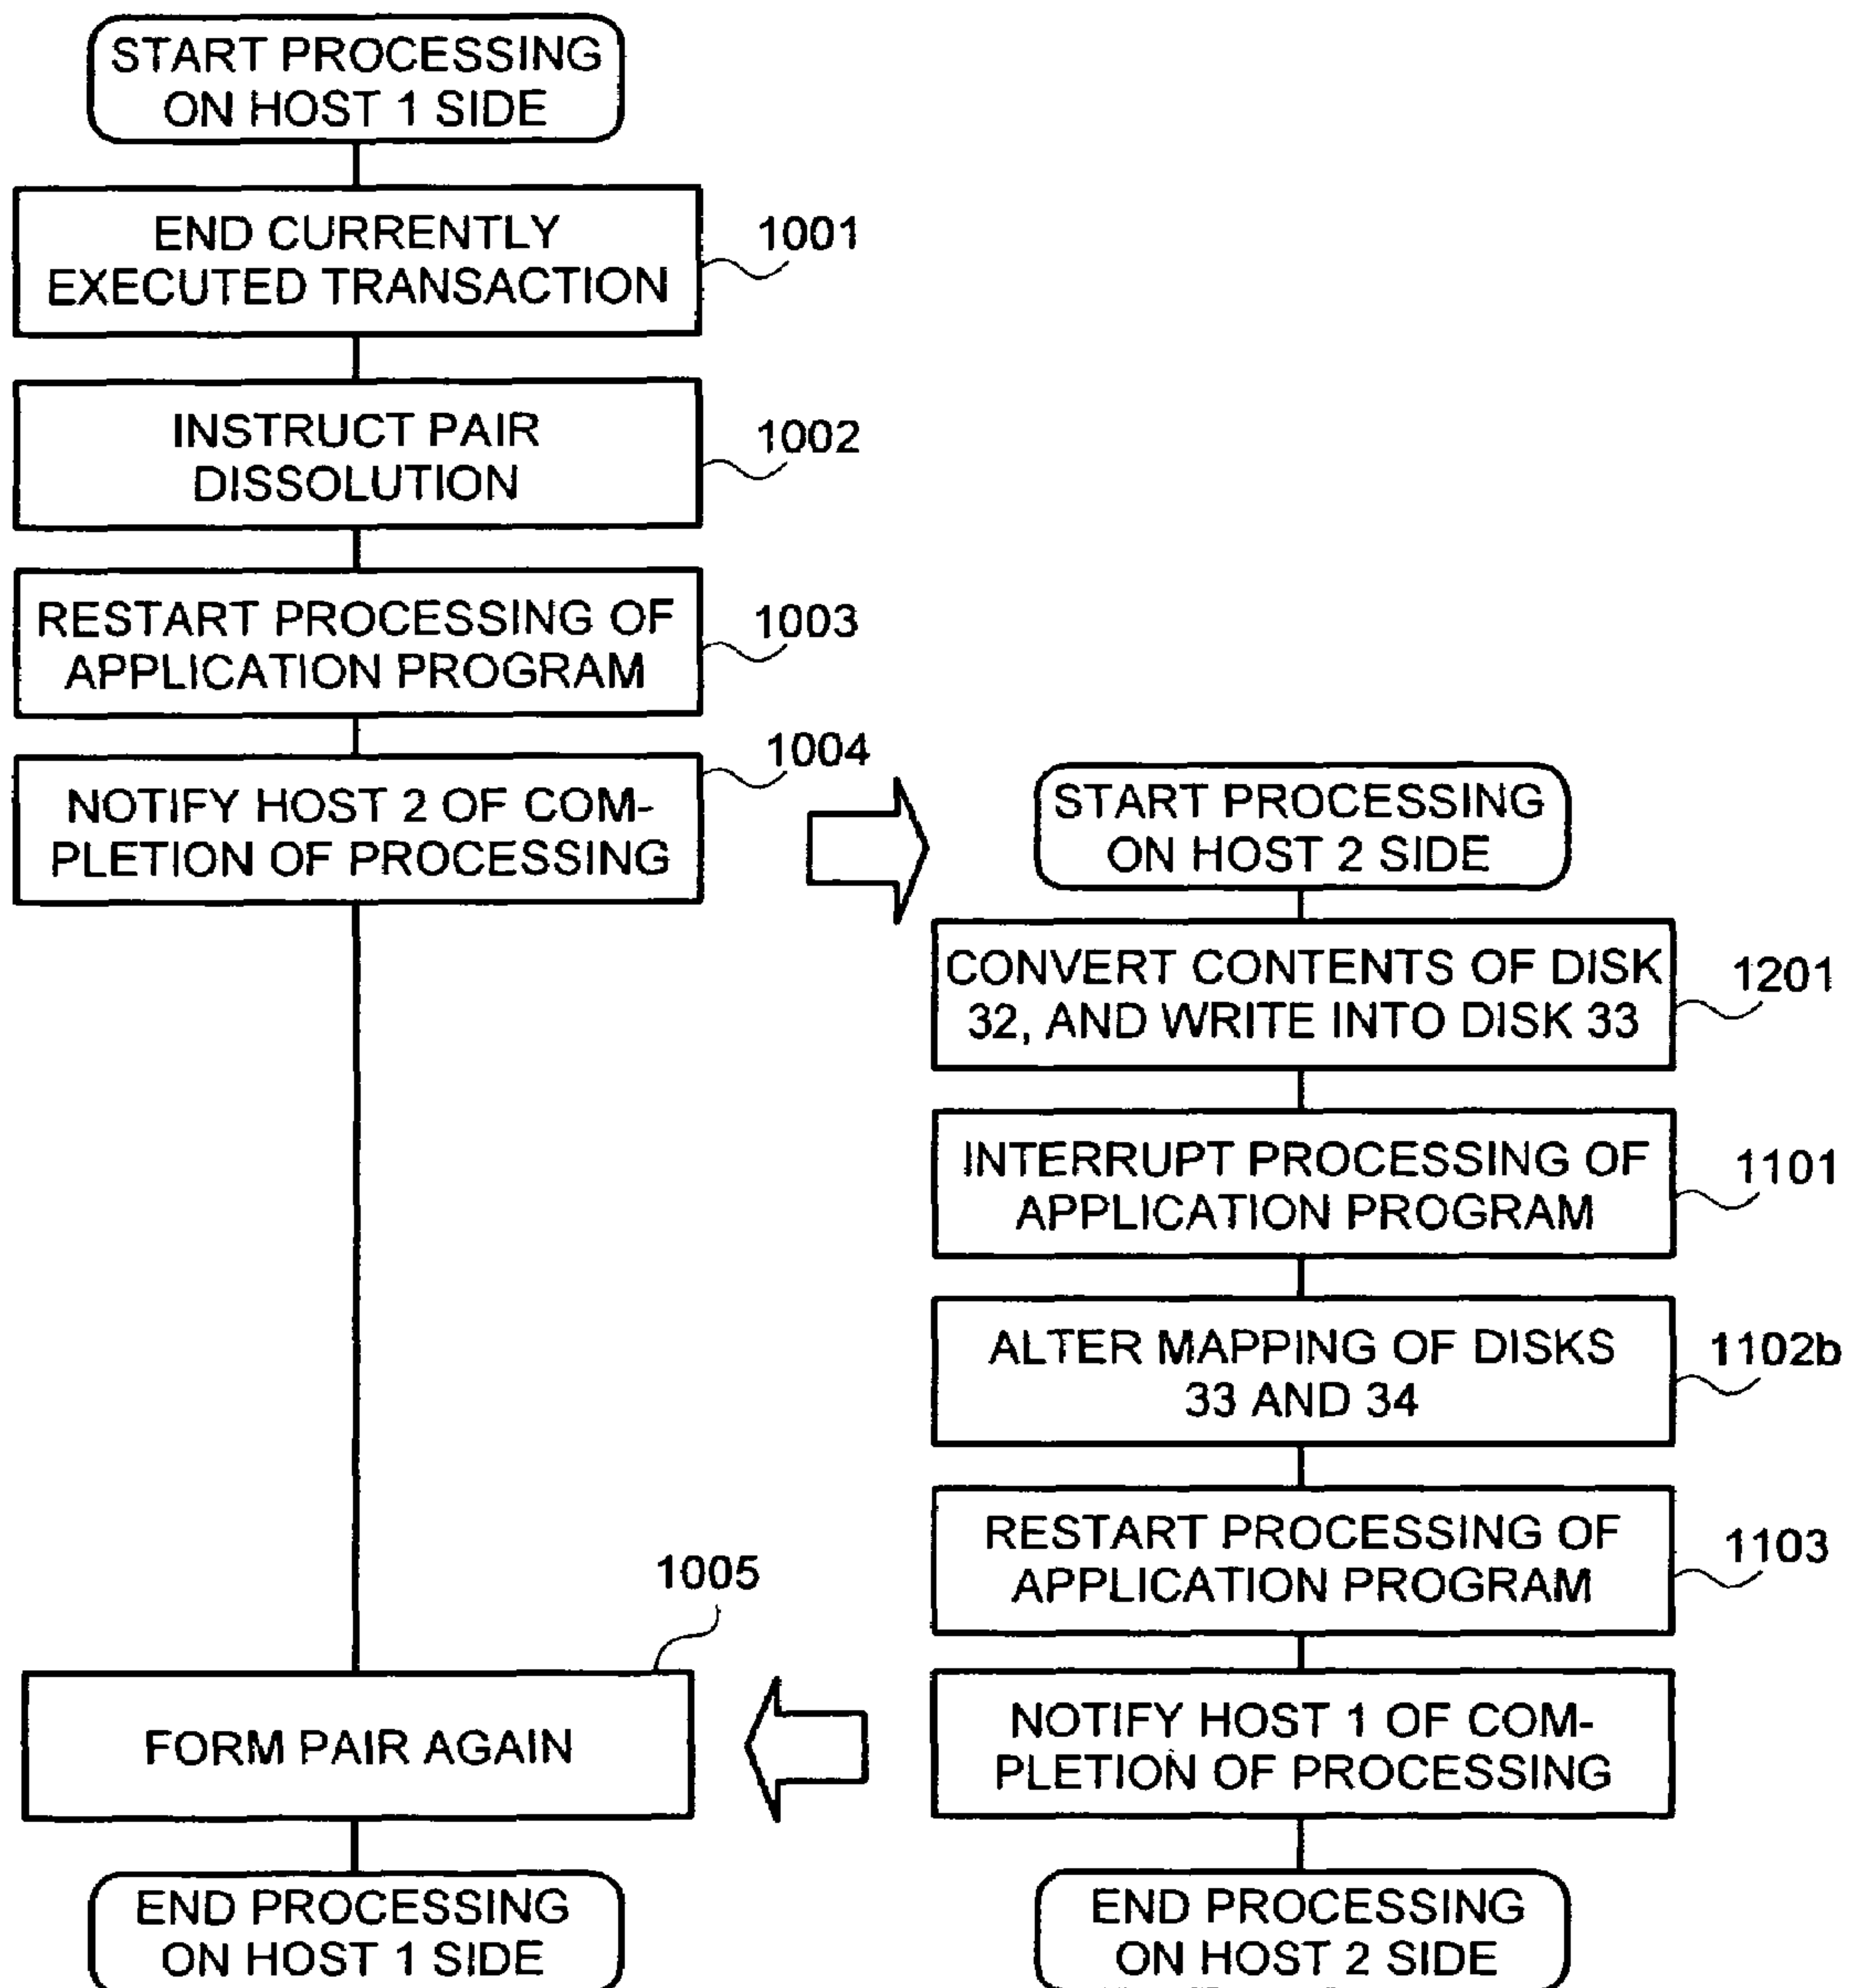 START PROCESSING
ON HOST 1 SIDE
END CURRENTLY
EXECUTED TRANSACTION
1001
INSTRUCT PAIR
DISSOLUTION
1002
RESTART PROCESSING OF
APPLICATION PROGRAM
1003
NOTIFY HOST 2 OF COM-
PLETION OF PROCESSING
1004
START PROCESSING
ON HOST 2 SIDE
CONVERT CONTENTS OF DISK
32, AND WRITE INTO DISK 33
1201
INTERRUPT PROCESSING OF
APPLICATION PROGRAM
1101
ALTER MAPPING OF DISKS
33 AND 34
1102b
RESTART PROCESSING OF
APPLICATION PROGRAM
1103
NOTIFY HOST 1 OF COM-
PLETION OF PROCESSING
1005
FORM PAIR AGAIN
END PROCESSING
ON HOST 1 SIDE
END PROCESSING
ON HOST 2 SIDE